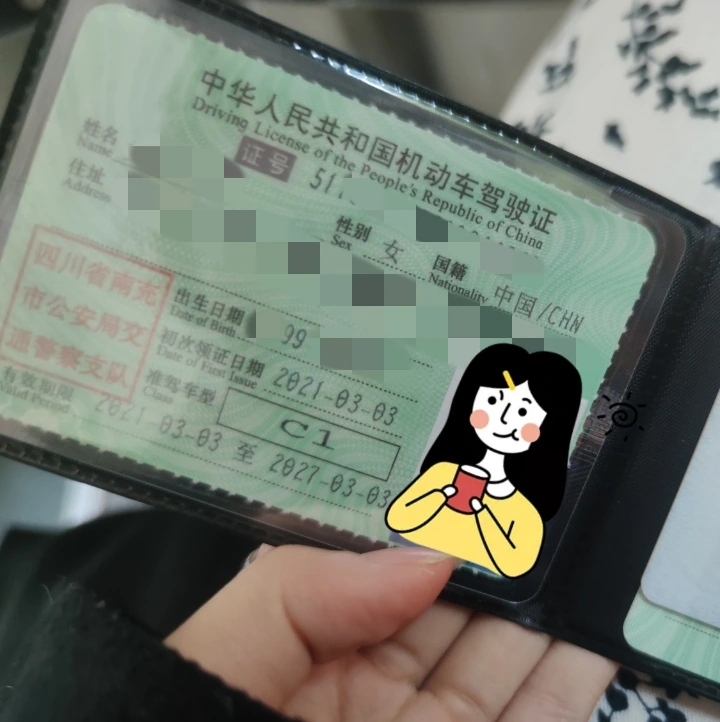 中华人民共和国机动车驾驶证
Driving License of the People's Republic of China
证号 511
姓名
Name
性别 女 国籍 中国/CHN
Sex Nationality
住址
Address
出生日期 99
Date of Birth
初次领证日期 2021-03-03
Date of First Issue
准驾车型 C1
Class
四川省南充
市公安局交
通警察支队
有效期限 2021-03-03 至 2027-03-03
Valid Period